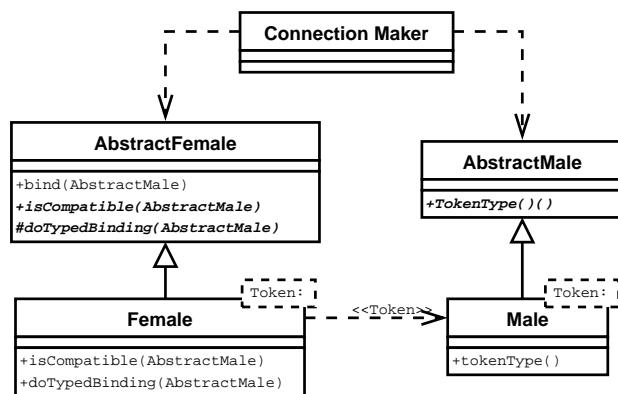 Connection Maker
AbstractFemale
+bind(AbstractMale)
+isCompatible(AbstractMale)
#doTypedBinding(AbstractMale)
AbstractMale
+TokenType()()
Token:
Female
+isCompatible(AbstractMale)
+doTypedBinding(AbstractMale)
<<Token>>
Token:
Male
+tokenType()